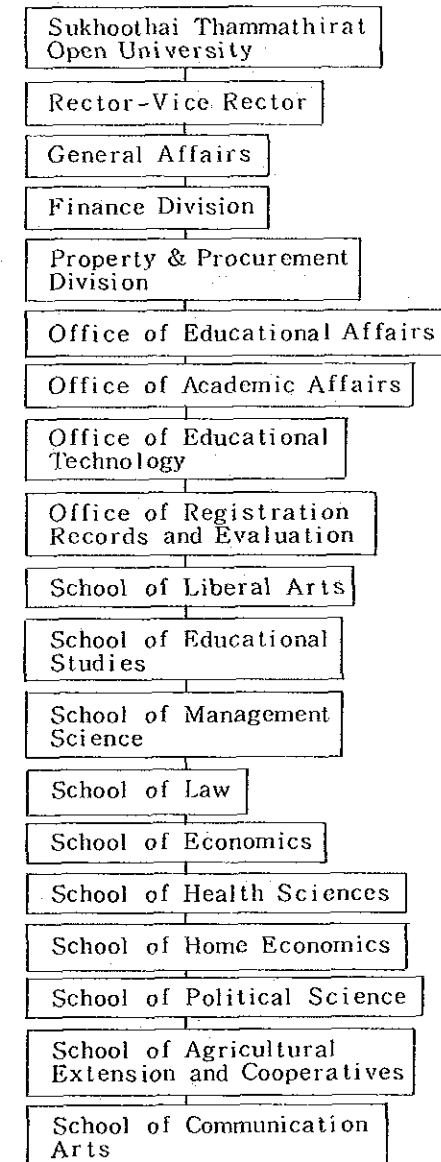 Sukhoothai Thammathirat
Open University
Rector-Vice Rector
General Affairs
Finance Division
Property & Procurement
Division
Office of Educational Affairs
Office of Academic Affairs
Office of Educational
Technology
Office of Registration
Records and Evaluation
School of Liberal Arts
School of Educational
Studies
School of Management
Science
School of Law
School of Economics
School of Health Sciences
School of Home Economics
School of Political Science
School of Agricultural
Extension and Cooperatives
School of Communication
Arts